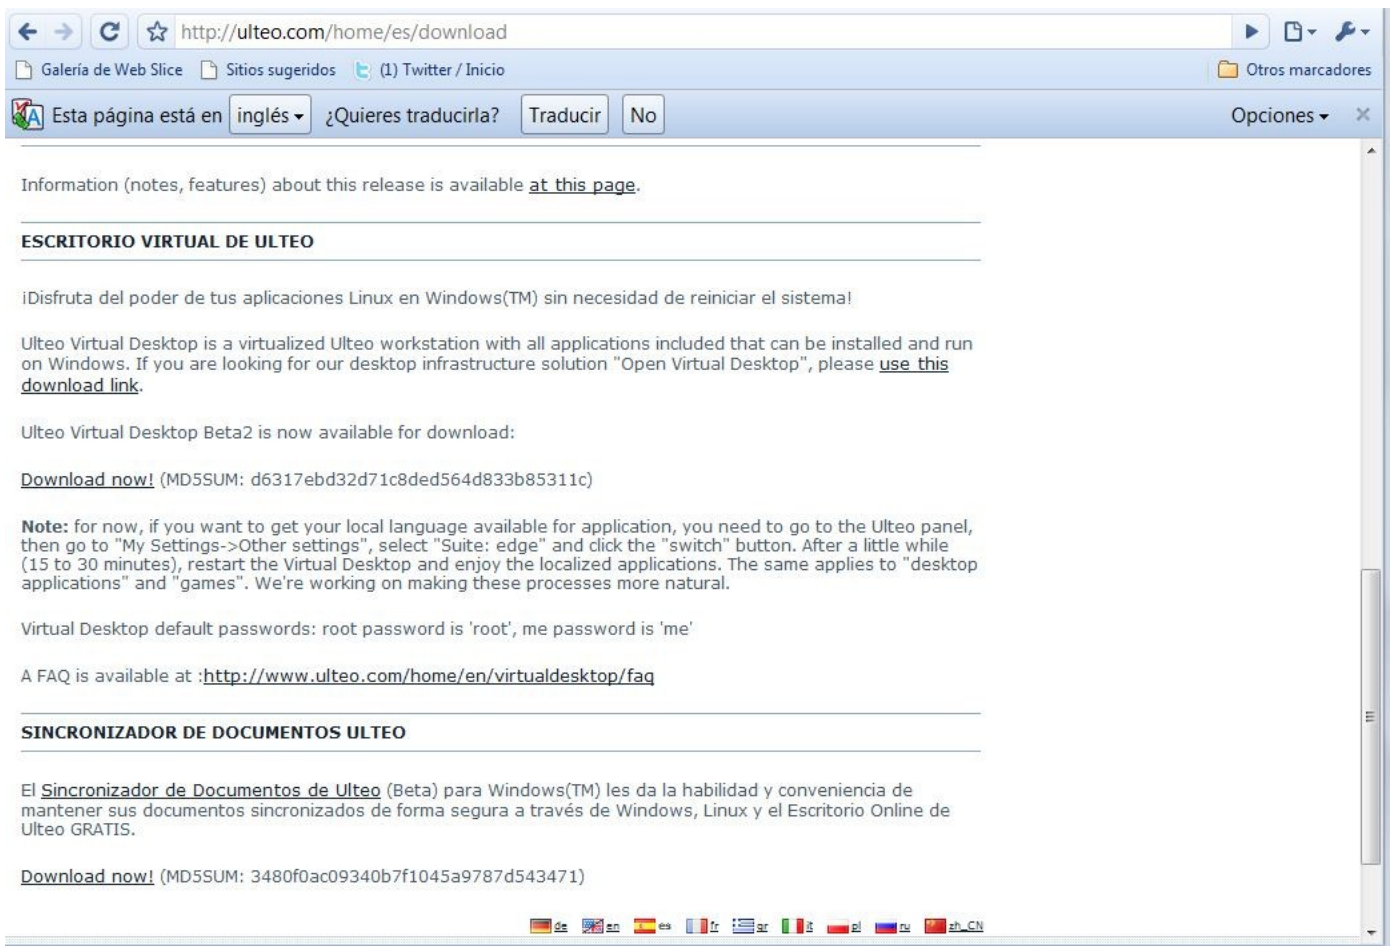 http://ulteo.com/home/es/download
Galería de Web Slice Sitios sugeridos (1) Twitter / Inicio Otros marcadores
Esta página está en inglés ¿Quieres traducirla? Traducir No Opciones
Information (notes, features) about this release is available at this page.
ESCRITORIO VIRTUAL DE ULTEO
¡Disfruta del poder de tus aplicaciones Linux en Windows(TM) sin necesidad de reiniciar el sistema!
Ulteo Virtual Desktop is a virtualized Ulteo workstation with all applications included that can be installed and run
on Windows. If you are looking for our desktop infrastructure solution "Open Virtual Desktop", please use this
download link.
Ulteo Virtual Desktop Beta2 is now available for download:
Download now! (MD5SUM: d6317ebd32d71c8ded564d833b85311c)
Note: for now, if you want to get your local language available for application, you need to go to the Ulteo panel,
then go to "My Settings->Other settings", select "Suite: edge" and click the "switch" button. After a little while
(15 to 30 minutes), restart the Virtual Desktop and enjoy the localized applications. The same applies to "desktop
applications" and "games". We're working on making these processes more natural.
Virtual Desktop default passwords: root password is 'root', me password is 'me'
A FAQ is available at :http://www.ulteo.com/home/en/virtualdesktop/faq
SINCRONIZADOR DE DOCUMENTOS ULTEO
El Sincronizador de Documentos de Ulteo (Beta) para Windows(TM) les da la habilidad y conveniencia de
mantener sus documentos sincronizados de forma segura a través de Windows, Linux y el Escritorio Online de
Ulteo GRATIS.
Download now! (MD5SUM: 3480f0ac09340b7f1045a9787d543471)
de en es fr gr it pl ru zh_CN